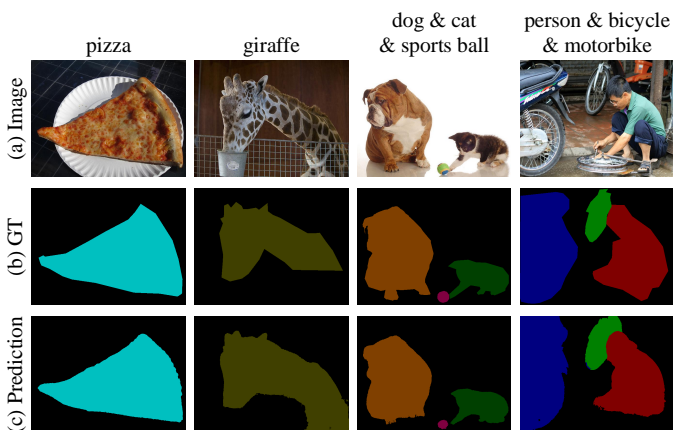 pizza
giraffe
dog & cat
& sports ball
person & bicycle
& motorbike
(a) Image
(b) GT
(c) Prediction